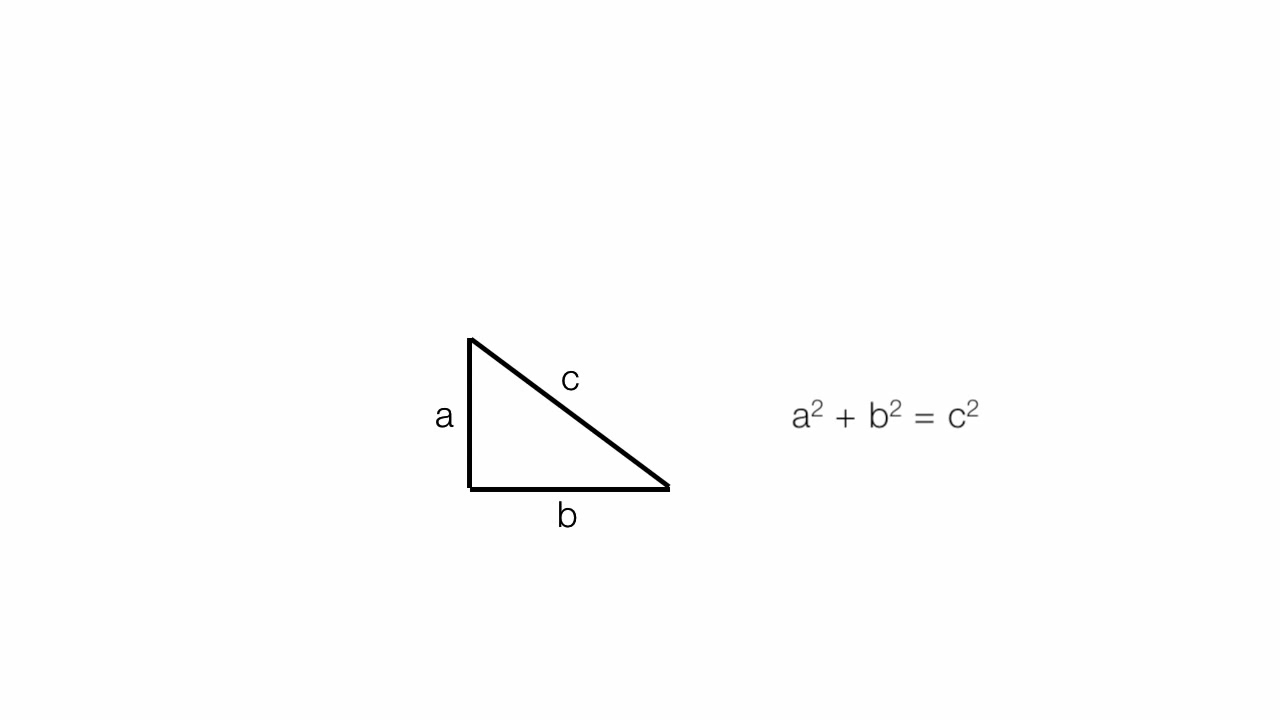 c
a
a² + b² = c²
b